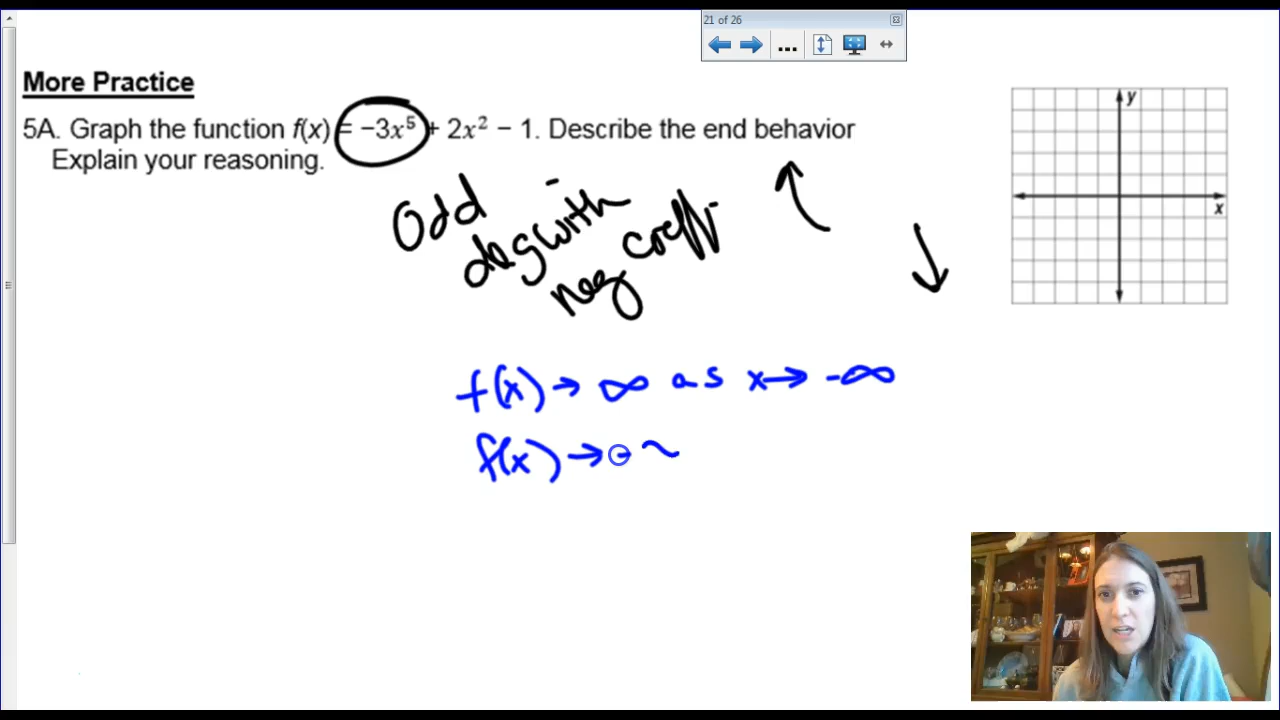 21 of 26
More Practice
5A. Graph the function f(x) = −3x⁵ + 2x² − 1. Describe the end behavior
Explain your reasoning.
Odd
deg with
neg coeff
y
x
f(x) → ∞ as x → -∞
f(x) → -